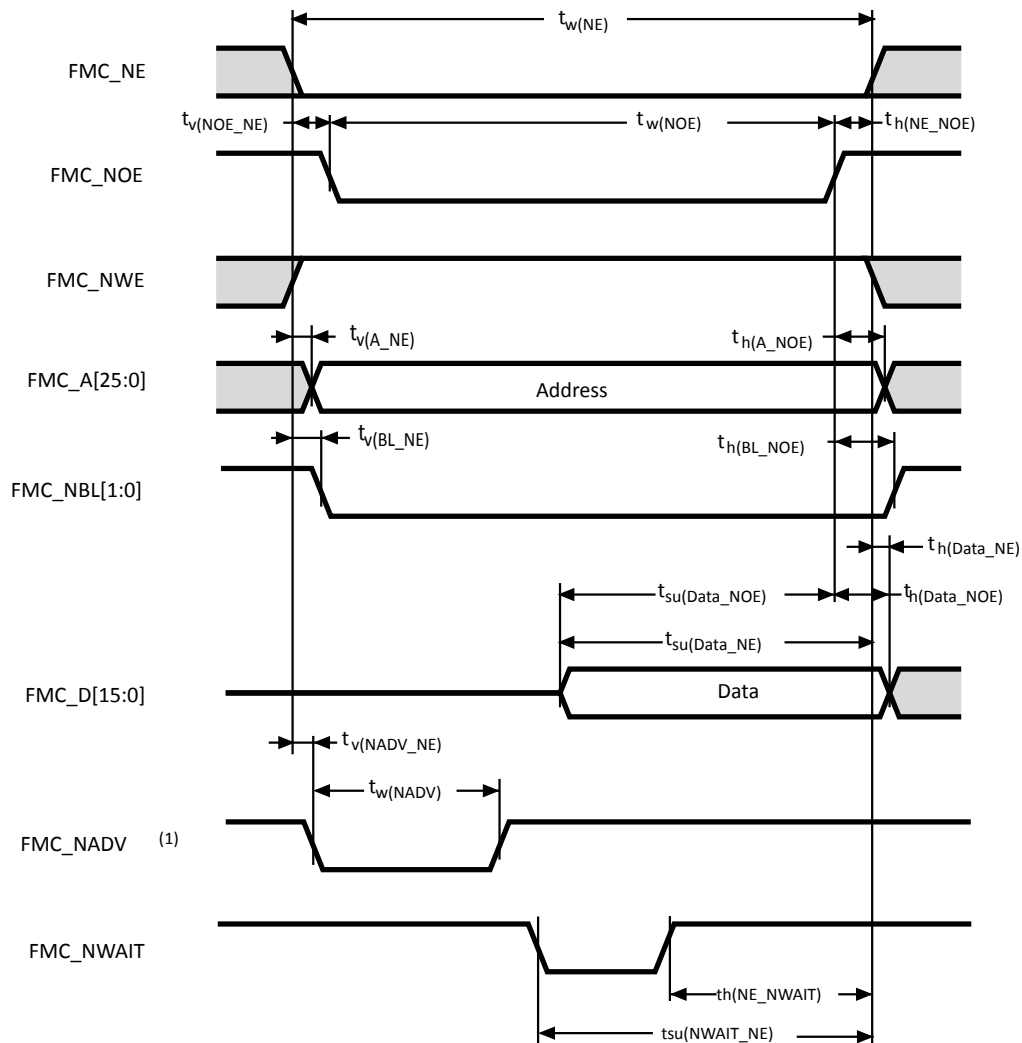 tw(NE)
FMC_NE
tv(NOE_NE)
tw(NOE)
th(NE_NOE)
FMC_NOE
FMC_NWE
tv(A_NE)
th(A_NOE)
FMC_A[25:0]
Address
tv(BL_NE)
th(BL_NOE)
FMC_NBL[1:0]
th(Data_NE)
tsu(Data_NOE)
th(Data_NOE)
tsu(Data_NE)
FMC_D[15:0]
Data
tv(NADV_NE)
tw(NADV)
FMC_NADV (1)
FMC_NWAIT
th(NE_NWAIT)
tsu(NWAIT_NE)